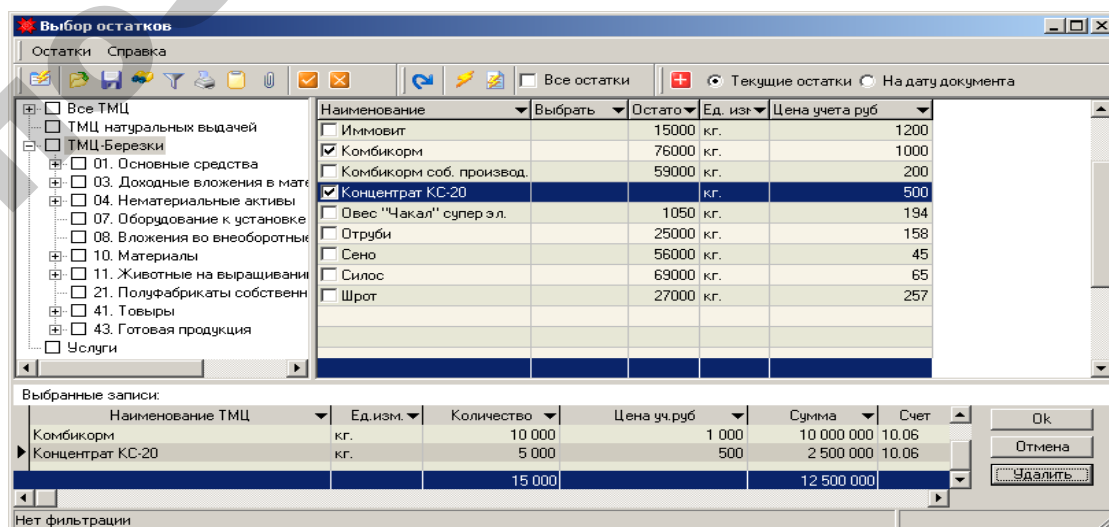 Выбор остатков
Остатки Справка
Все остатки Текущие остатки На дату документа
Все ТМЦ
ТМЦ натуральных выдачей
ТМЦ-Березки
01. Основные средства
03. Доходные вложения в мате
04. Нематериальные активы
07. Оборудование к установке
08. Вложения во внеоборотные
10. Материалы
11. Животные на выращивани
21. Полуфабрикаты собственн
41. Товыры
43. Готовая продукция
Услуги
Наименование Выбрать Остато Ед. изм Цена учета руб
Иммовит 15000 кг. 1200
Комбикорм 76000 кг. 1000
Комбикорм соб. производ. 59000 кг. 200
Концентрат КС-20 кг. 500
Овес "Чакал" супер эл. 1050 кг. 194
Отруби 25000 кг. 158
Сено 56000 кг. 45
Силос 69000 кг. 65
Шрот 27000 кг. 257
Выбранные записи:
Наименование ТМЦ Ед.изм. Количество Цена уч.руб Сумма Счет
Комбикорм кг. 10 000 1 000 10 000 000 10.06
Концентрат КС-20 кг. 5 000 500 2 500 000 10.06
15 000 12 500 000
Ok
Отмена
Удалить
Нет фильтрации